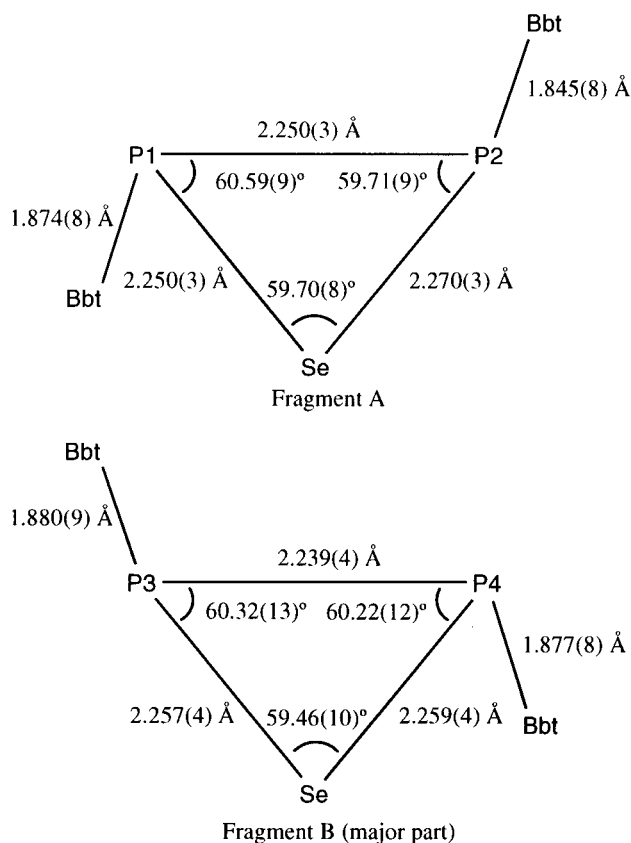 Bbt
1.845(8) Å
2.250(3) Å
P1
P2
60.59(9)º
59.71(9)º
1.874(8) Å
Bbt
2.250(3) Å
59.70(8)º
2.270(3) Å
Se
Fragment A
Bbt
1.880(9) Å
2.239(4) Å
P3
P4
60.32(13)º
60.22(12)º
1.877(8) Å
2.257(4) Å
59.46(10)º
2.259(4) Å
Bbt
Se
Fragment B (major part)